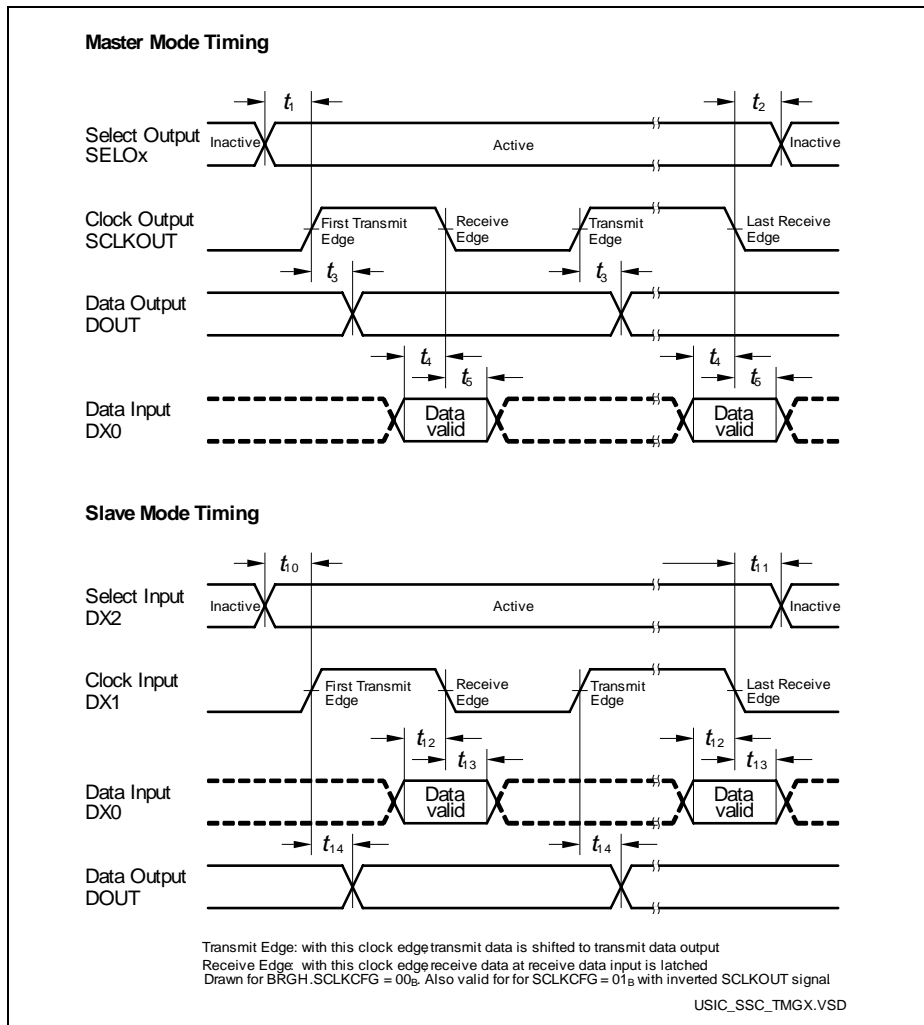 Master Mode Timing
t1
t2
Select Output
SELOx
Inactive
Active
Inactive
Clock Output
SCLKOUT
First Transmit
Edge
Receive
Edge
Transmit
Edge
Last Receive
Edge
t3
t3
Data Output
DOUT
t4
t5
t4
t5
Data Input
DX0
Data
valid
Data
valid
Slave Mode Timing
t10
t11
Select Input
DX2
Inactive
Active
Inactive
Clock Input
DX1
First Transmit
Edge
Receive
Edge
Transmit
Edge
Last Receive
Edge
t12
t13
t12
t13
Data Input
DX0
Data
valid
Data
valid
t14
t14
Data Output
DOUT
Transmit Edge: with this clock edge, transmit data is shifted to transmit data output
Receive Edge: with this clock edge, receive data at receive data input is latched
Drawn for BRGH.SCLKCFG = 00B. Also valid for for SCLKCFG = 01B with inverted SCLKOUT signal.
USIC_SSC_TMGX.VSD